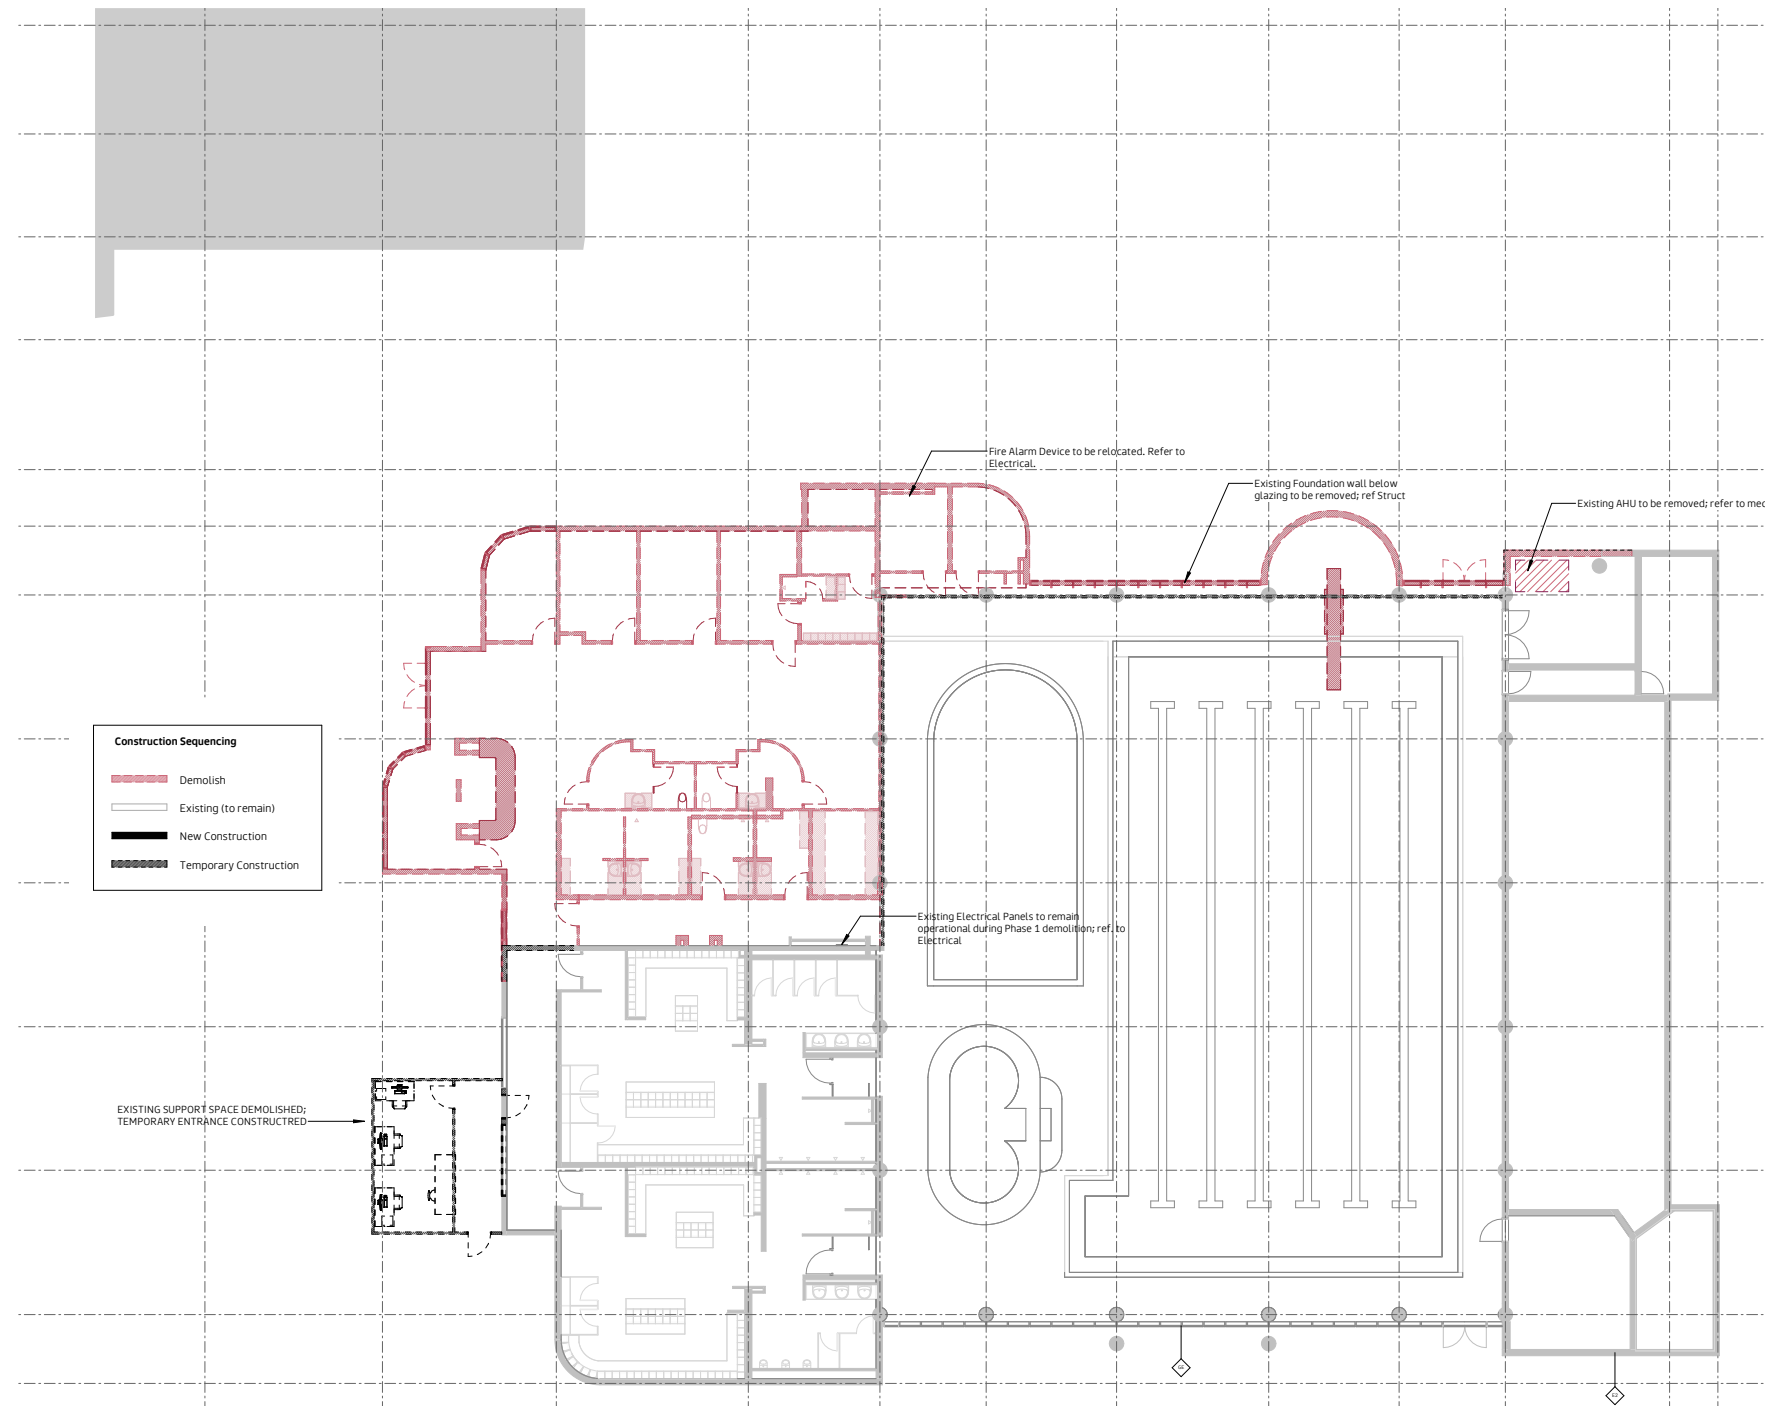 Fire Alarm Device to be relocated. Refer to
Electrical.
Existing Foundation wall below
glazing to be removed; ref Struct
Existing AHU to be removed; refer to mec
Construction Sequencing
Demolish
Existing (to remain)
New Construction
Temporary Construction
Existing Electrical Panels to remain
operational during Phase 1 demolition; ref. to
Electrical
EXISTING SUPPORT SPACE DEMOLISHED;
TEMPORARY ENTRANCE CONSTRUCTRED
E2